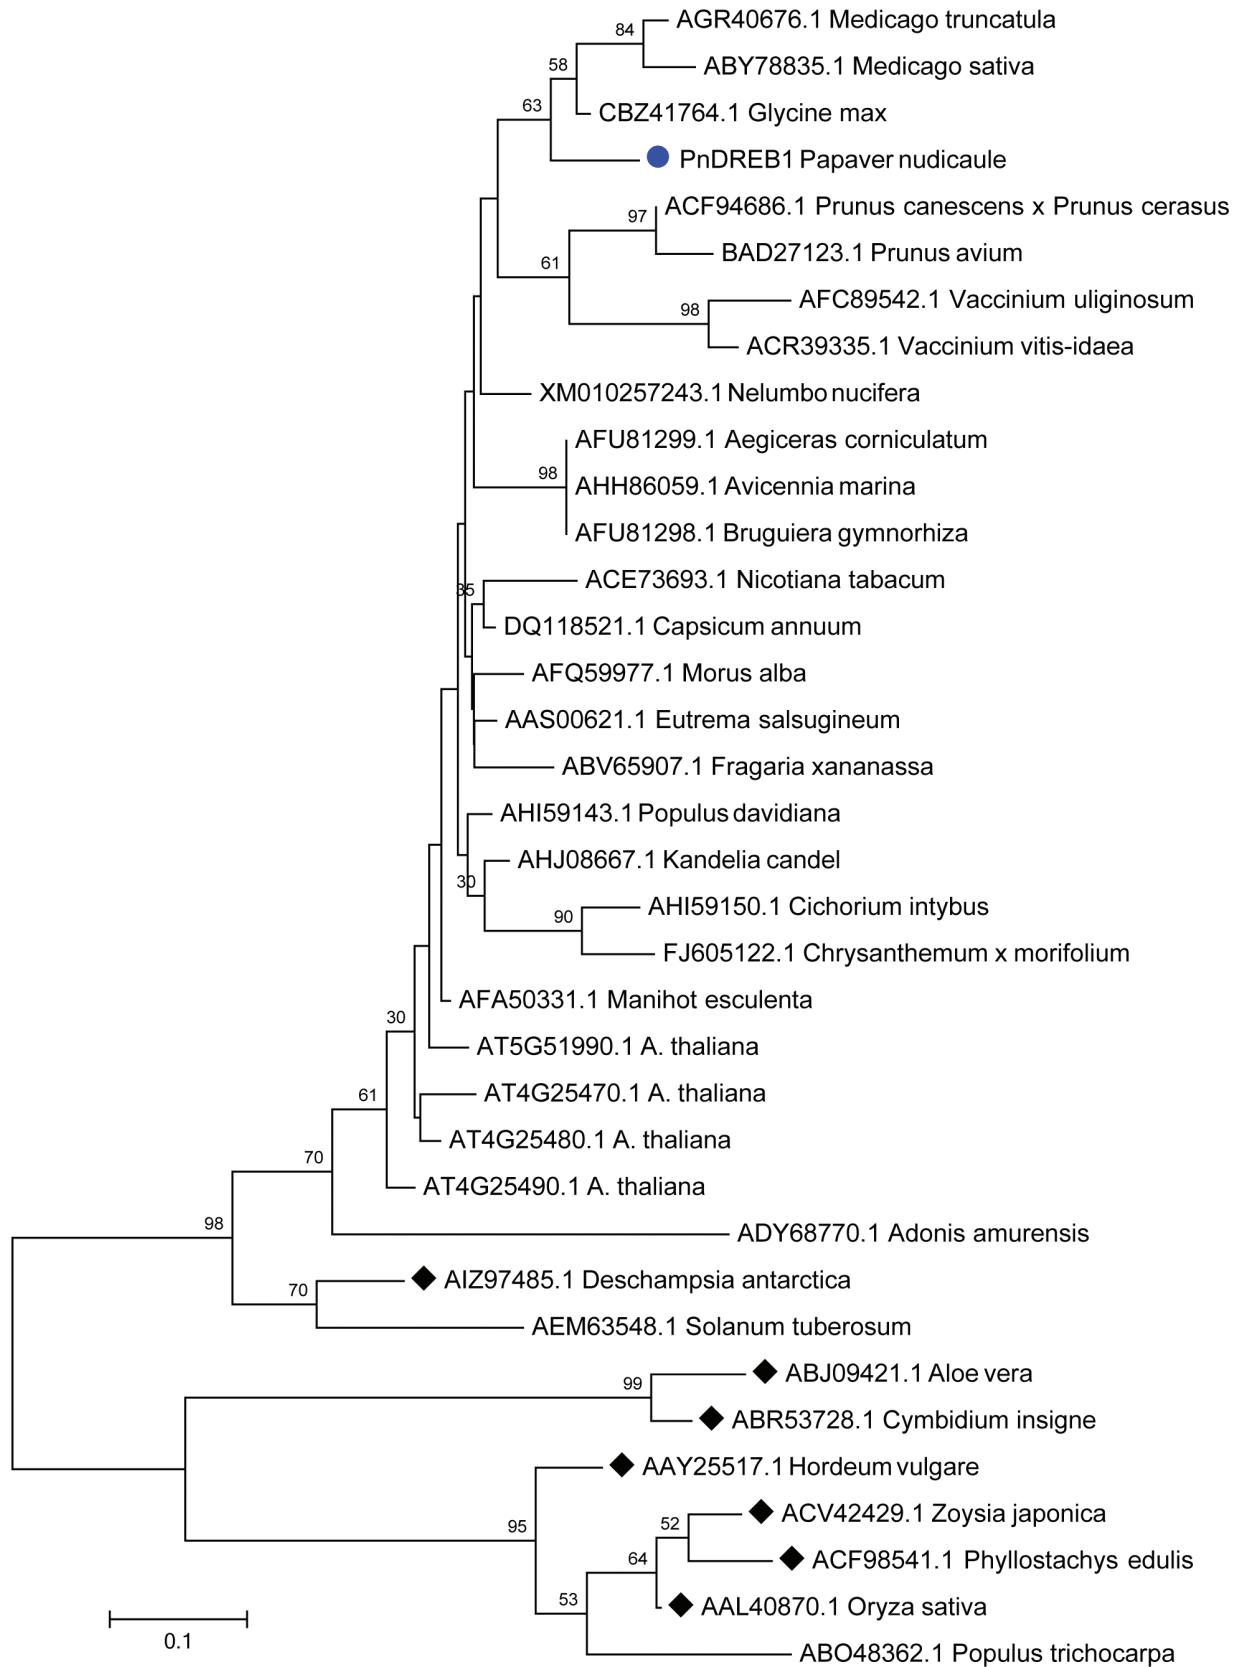 84
AGR40676.1 Medicago truncatula
ABY78835.1 Medicago sativa
58
CBZ41764.1 Glycine max
63
PnDREB1 Papaver nudicaule
97
ACF94686.1 Prunus canescens x Prunus cerasus
BAD27123.1 Prunus avium
61
AFC89542.1 Vaccinium uliginosum
98
ACR39335.1 Vaccinium vitis-idaea
XM010257243.1 Nelumbo nucifera
AFU81299.1 Aegiceras corniculatum
98
AHH86059.1 Avicennia marina
AFU81298.1 Bruguiera gymnorhiza
ACE73693.1 Nicotiana tabacum
35
DQ118521.1 Capsicum annuum
AFQ59977.1 Morus alba
AAS00621.1 Eutrema salsugineum
ABV65907.1 Fragaria xananassa
AHI59143.1 Populus davidiana
AHJ08667.1 Kandelia candel
30
AHI59150.1 Cichorium intybus
90
FJ605122.1 Chrysanthemum x morifolium
AFA50331.1 Manihot esculenta
30
AT5G51990.1 A. thaliana
AT4G25470.1 A. thaliana
61
AT4G25480.1 A. thaliana
70
AT4G25490.1 A. thaliana
98
ADY68770.1 Adonis amurensis
AIZ97485.1 Deschampsia antarctica
70
AEM63548.1 Solanum tuberosum
ABJ09421.1 Aloe vera
99
ABR53728.1 Cymbidium insigne
AAY25517.1 Hordeum vulgare
95
ACV42429.1 Zoysia japonica
52
ACF98541.1 Phyllostachys edulis
64
AAL40870.1 Oryza sativa
53
ABO48362.1 Populus trichocarpa
0.1